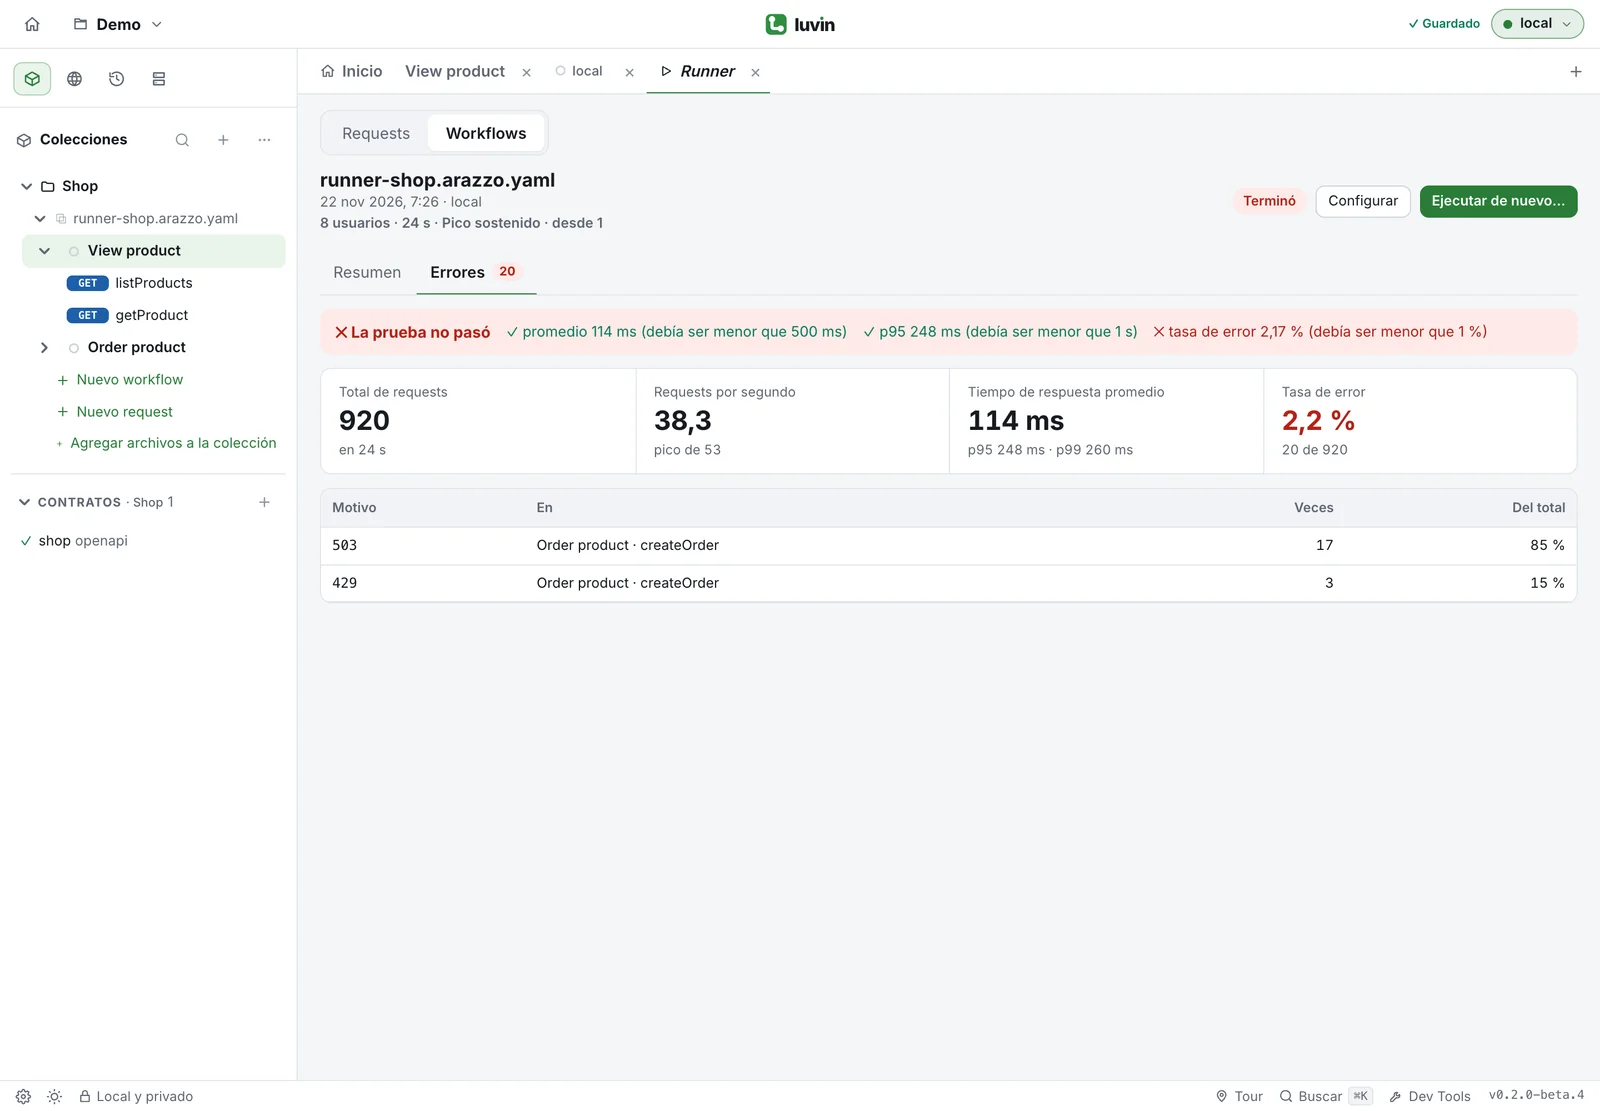 Demo
luvin
Guardado
local
Inicio
View product
local
Runner
Colecciones
Shop
runner-shop.arazzo.yaml
View product
GET listProducts
GET getProduct
Order product
+ Nuevo workflow
+ Nuevo request
+ Agregar archivos a la colección
CONTRATOS · Shop 1
shop openapi
Requests
Workflows
runner-shop.arazzo.yaml
22 nov 2026, 7:26 · local
8 usuarios · 24 s · Pico sostenido · desde 1
Terminó
Configurar
Ejecutar de nuevo...
Resumen
Errores 20
La prueba no pasó promedio 114 ms (debía ser menor que 500 ms) p95 248 ms (debía ser menor que 1 s) tasa de error 2,17 % (debía ser menor que 1 %)
Total de requests
920
en 24 s
Requests por segundo
38,3
pico de 53
Tiempo de respuesta promedio
114 ms
p95 248 ms · p99 260 ms
Tasa de error
2,2 %
20 de 920
Motivo En Veces Del total
503 Order product · createOrder 17 85 %
429 Order product · createOrder 3 15 %
Local y privado
Tour
Buscar ⌘K
Dev Tools
v0.2.0-beta.4